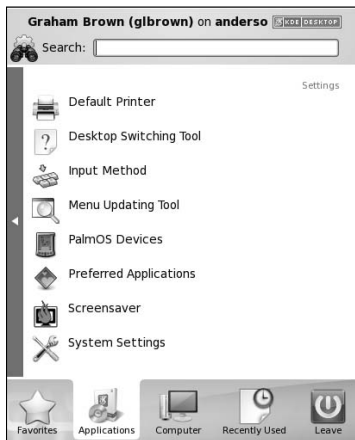 Graham Brown (glbrown) on anderso KDE DESKTOP
Search:
Settings
Default Printer
Desktop Switching Tool
Input Method
Menu Updating Tool
PalmOS Devices
Preferred Applications
Screensaver
System Settings
Favorites Applications Computer Recently Used Leave